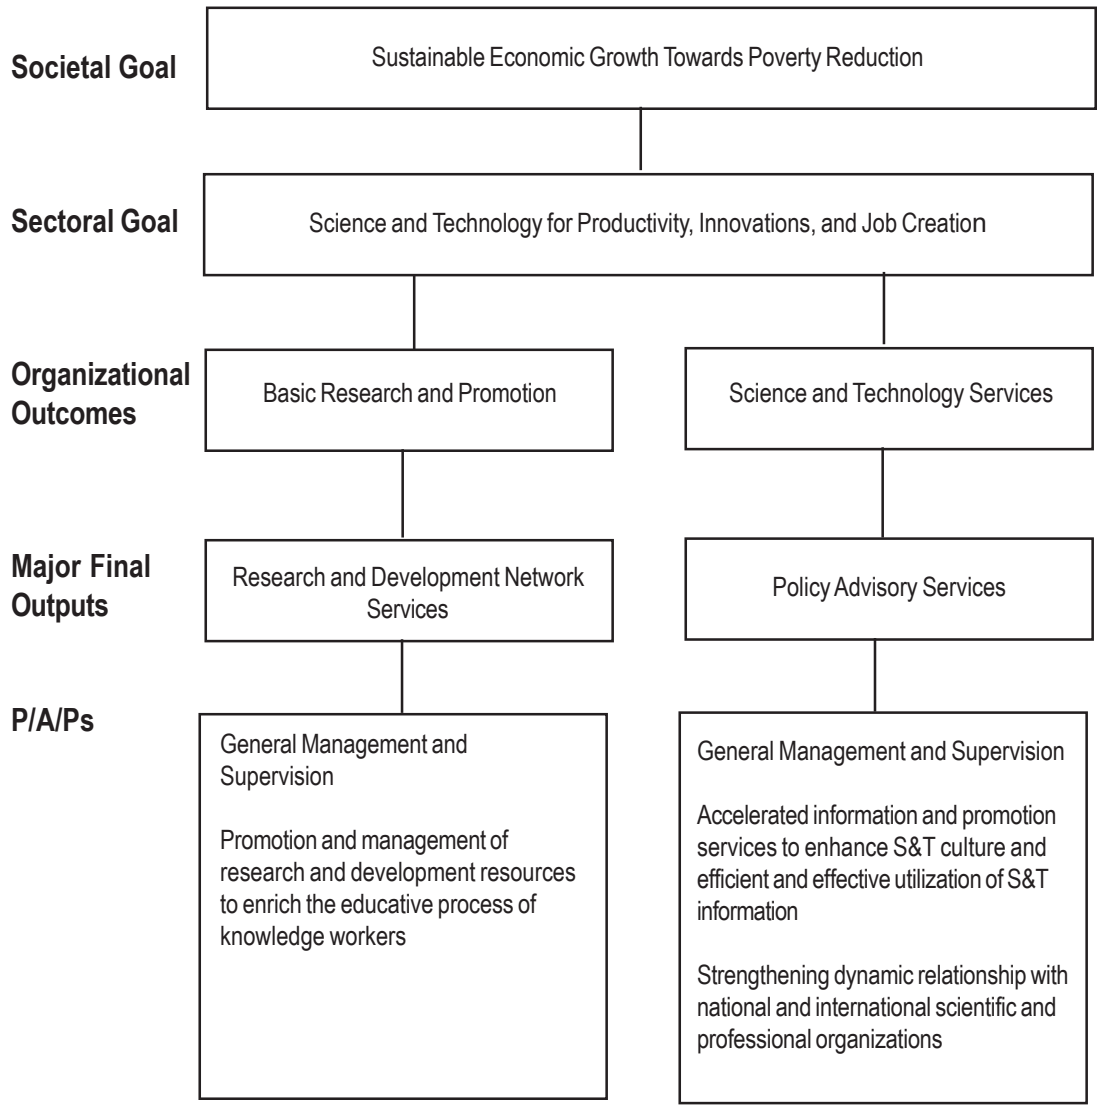 Societal Goal
Sustainable Economic Growth Towards Poverty Reduction
Sectoral Goal
Science and Technology for Productivity, Innovations, and Job Creation
Organizational
Outcomes
Basic Research and Promotion
Science and Technology Services
Major Final
Outputs
Research and Development Network
Services
Policy Advisory Services
P/A/Ps
General Management and
Supervision
Promotion and management of
research and development resources
to enrich the educative process of
knowledge workers
General Management and Supervision
Accelerated information and promotion
services to enhance S&T culture and
efficient and effective utilization of S&T
information
Strengthening dynamic relationship with
national and international scientific and
professional organizations